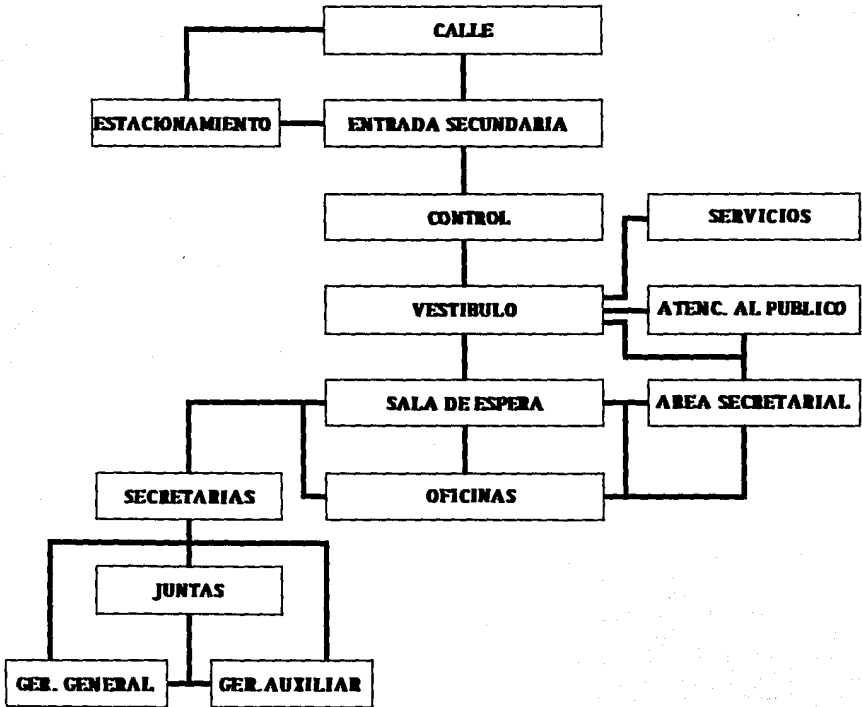 CALLE
ESTACIONAMIENTO
ENTRADA SECUNDARIA
CONTROL
SERVICIOS
VESTIBULO
ATENC. AL PUBLICO
SALA DE ESPERA
AREA SECRETARIAL
SECRETARIAS
OFICINAS
JUNTAS
GER. GENERAL
GER.AUXILIAR